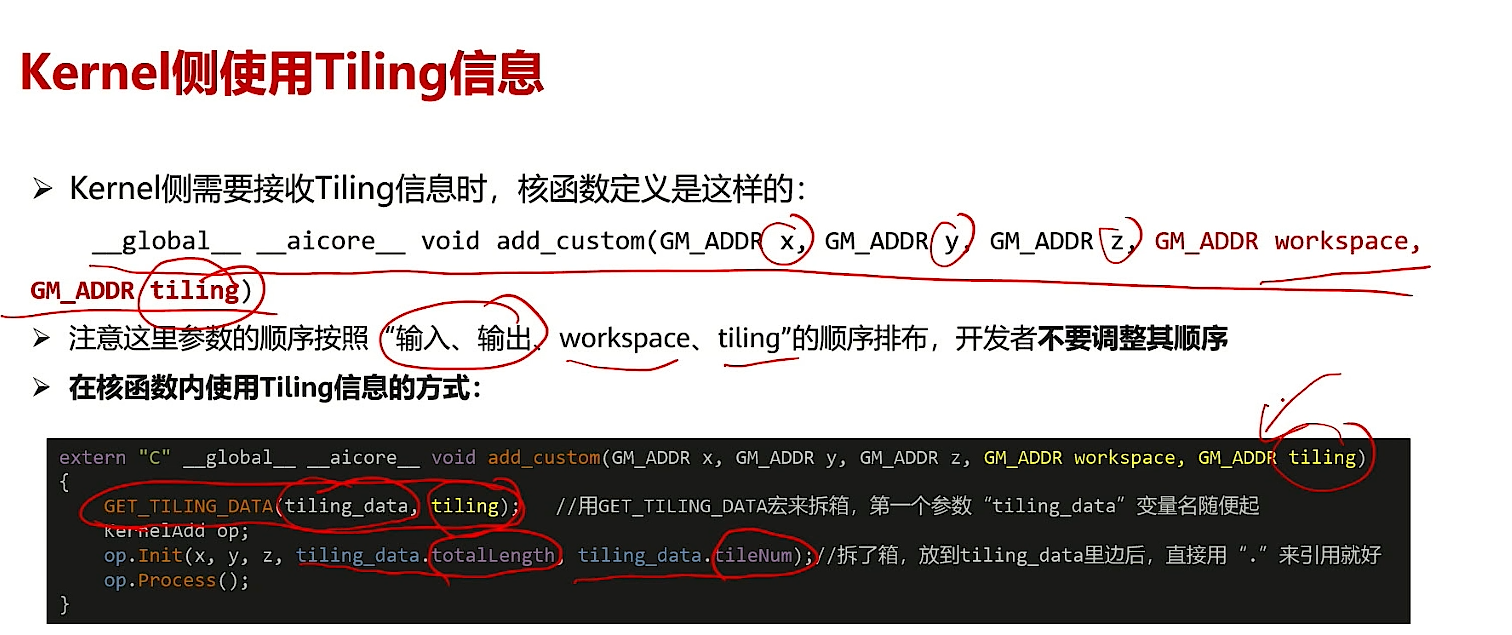 Kernel侧使用Tiling信息
➢ Kernel侧需要接收Tiling信息时，核函数定义是这样的：
__global__ __aicore__ void add_custom(GM_ADDR x, GM_ADDR y, GM_ADDR z, GM_ADDR workspace,
GM_ADDR tiling)
➢ 注意这里参数的顺序按照“输入、输出、workspace、tiling”的顺序排布，开发者不要调整其顺序
➢ 在核函数内使用Tiling信息的方式：
extern "C" __global__ __aicore__ void add_custom(GM_ADDR x, GM_ADDR y, GM_ADDR z, GM_ADDR workspace, GM_ADDR tiling)
{
GET_TILING_DATA(tiling_data, tiling); //用GET_TILING_DATA宏来拆箱，第一个参数“tiling_data”变量名随便起
KernelAdd op;
op.Init(x, y, z, tiling_data.totalLength, tiling_data.tileNum);//拆了箱，放到tiling_data里边后，直接用“.”来引用就好
op.Process();
}